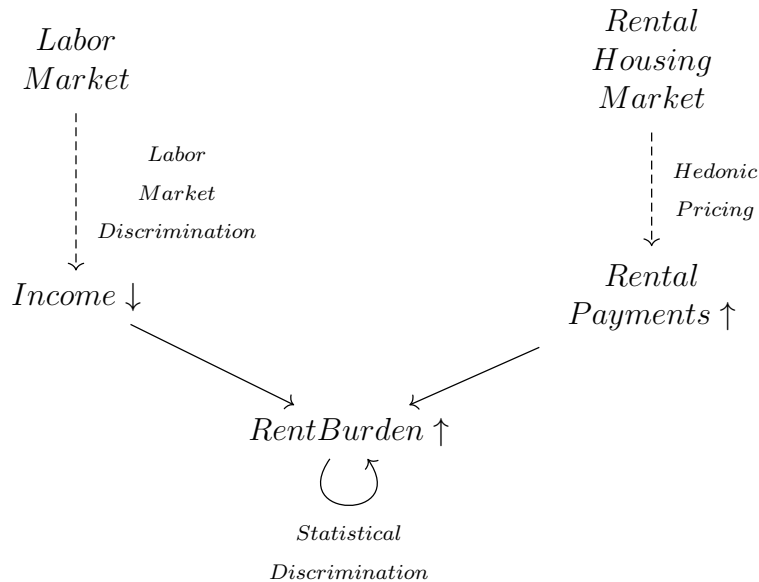 Labor
Market
Rental
Housing
Market
Labor
Market
Discrimination
Hedonic
Pricing
Income ↓
Rental
Payments ↑
RentBurden ↑
Statistical
Discrimination